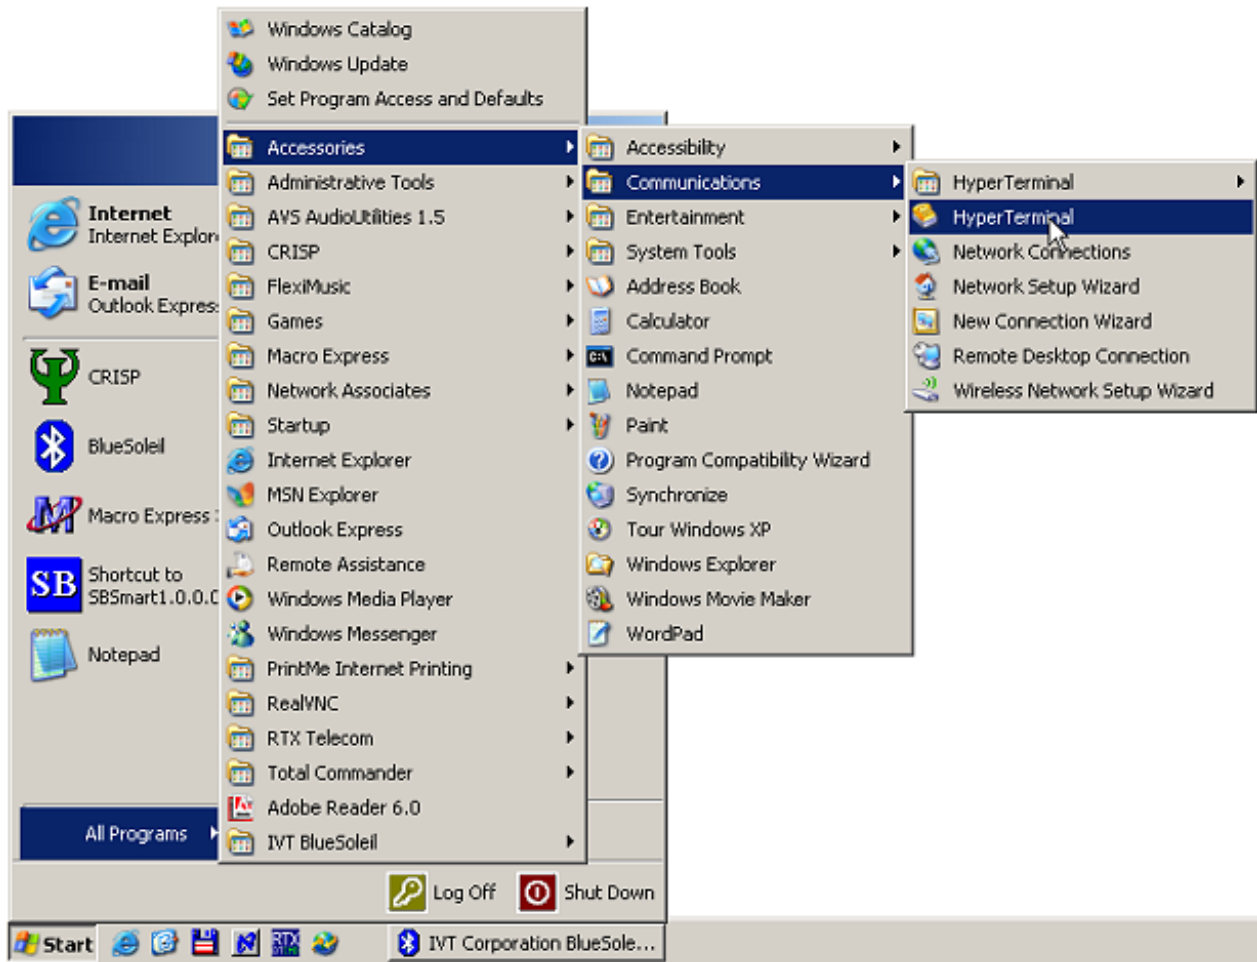 Windows Catalog
Windows Update
Set Program Access and Defaults
Accessories
Administrative Tools
AVS AudioUtilities 1.5
CRISP
FlexiMusic
Games
Macro Express
Network Associates
Startup
Internet Explorer
MSN Explorer
Outlook Express
Remote Assistance
Windows Media Player
Windows Messenger
PrintMe Internet Printing
RealVNC
RTX Telecom
Total Commander
Adobe Reader 6.0
IVT BlueSoleil
Accessibility
Communications
Entertainment
System Tools
Address Book
Calculator
Command Prompt
Notepad
Paint
Program Compatibility Wizard
Synchronize
Tour Windows XP
Windows Explorer
Windows Movie Maker
WordPad
HyperTerminal
HyperTerminal
Network Connections
Network Setup Wizard
New Connection Wizard
Remote Desktop Connection
Wireless Network Setup Wizard
Internet
Internet Explor
E-mail
Outlook Express
CRISP
BlueSoleil
Macro Express
SB
Shortcut to
SBSmart1.0.0.0
Notepad
All Programs
Log Off
Shut Down
Start
RTX
IVT Corporation BlueSole...